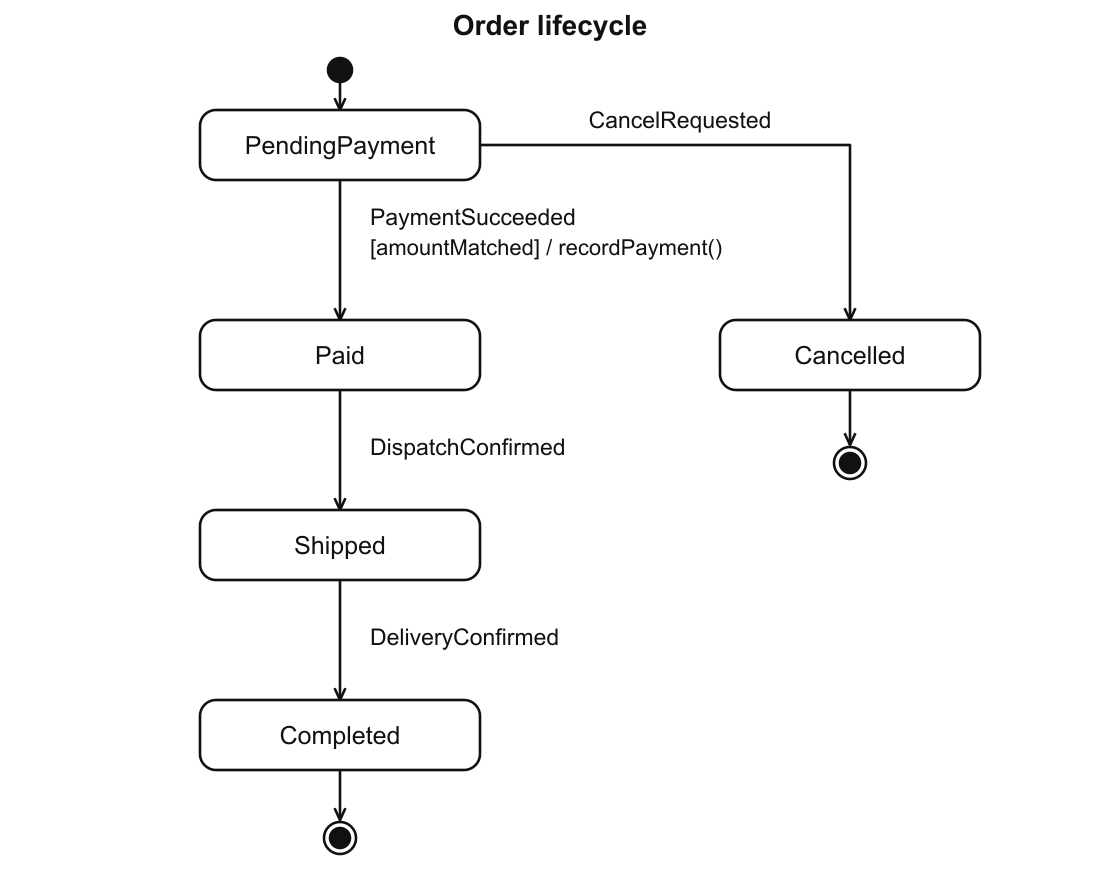 Order lifecycle
PendingPayment
CancelRequested
PaymentSucceeded
[amountMatched] / recordPayment()
Paid
Cancelled
DispatchConfirmed
Shipped
DeliveryConfirmed
Completed